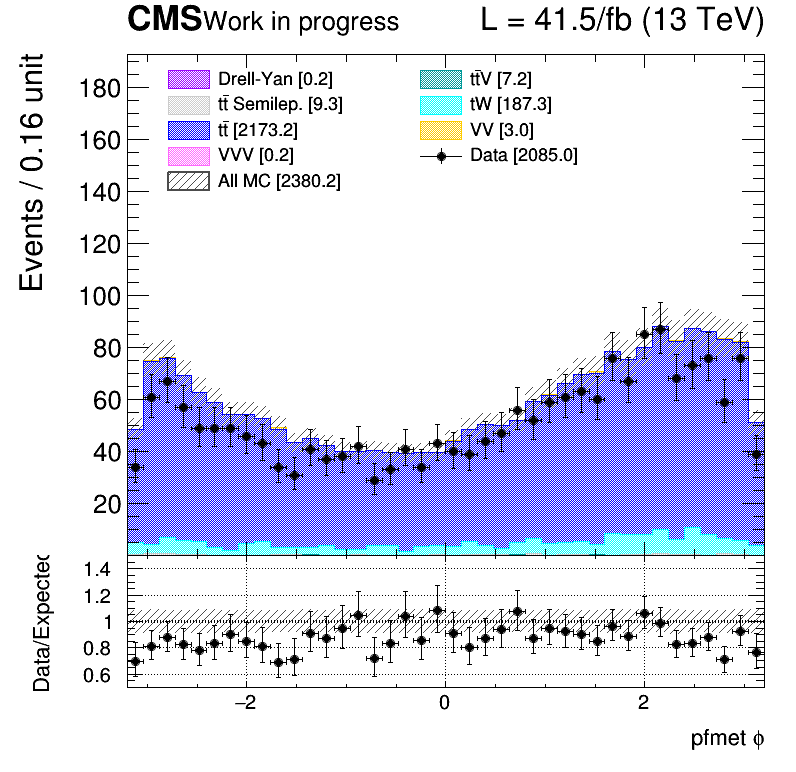 CMS Work in progress L = 41.5/fb (13 TeV)
Events / 0.16 unit
180
160
140
120
100
80
60
40
20
Drell-Yan [0.2]
tt̄ Semilep. [9.3]
tt̄ [2173.2]
VVV [0.2]
All MC [2380.2]
tt̄V [7.2]
tW [187.3]
VV [3.0]
Data [2085.0]
Data/Expected
1.4
1.2
1
0.8
0.6
−2 0 2
pfmet ϕ